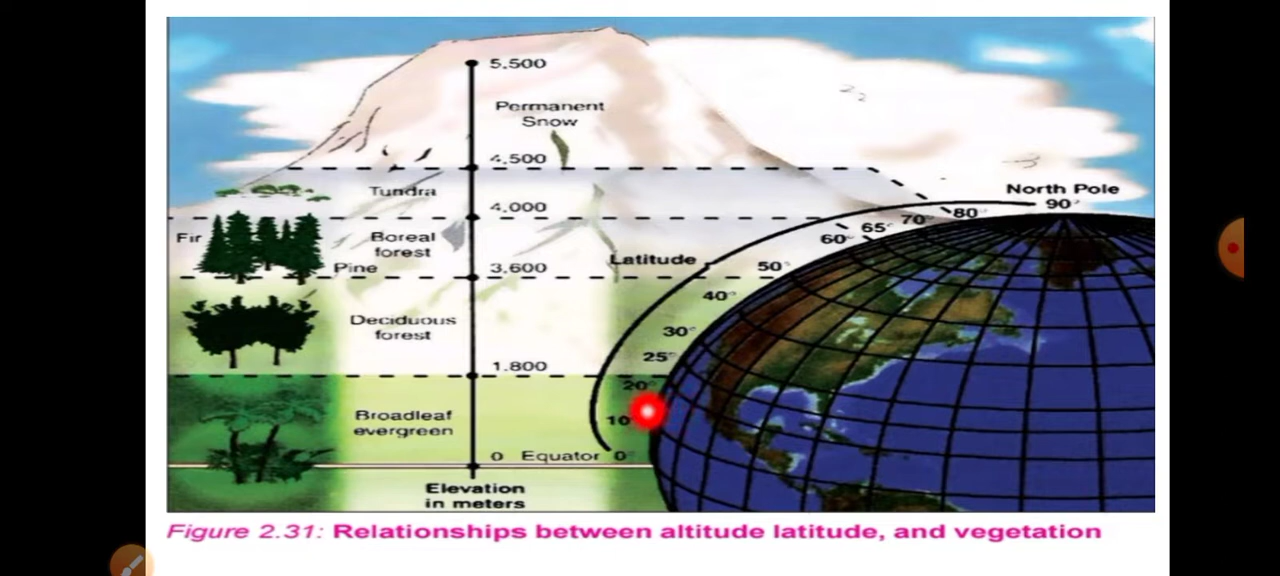 5.500
Permanent
Snow
4.500
Tundra
4.000
North Pole
90°
80
70°
65°
60°
Fir
Boreal
forest
Pine
3.600
Latitude
50°
40°
Deciduous
forest
30°
25°
1.800
20°
Broadleaf
evergreen
10
0 Equator 0°
Elevation
in meters
Figure 2.31: Relationships between altitude latitude, and vegetation